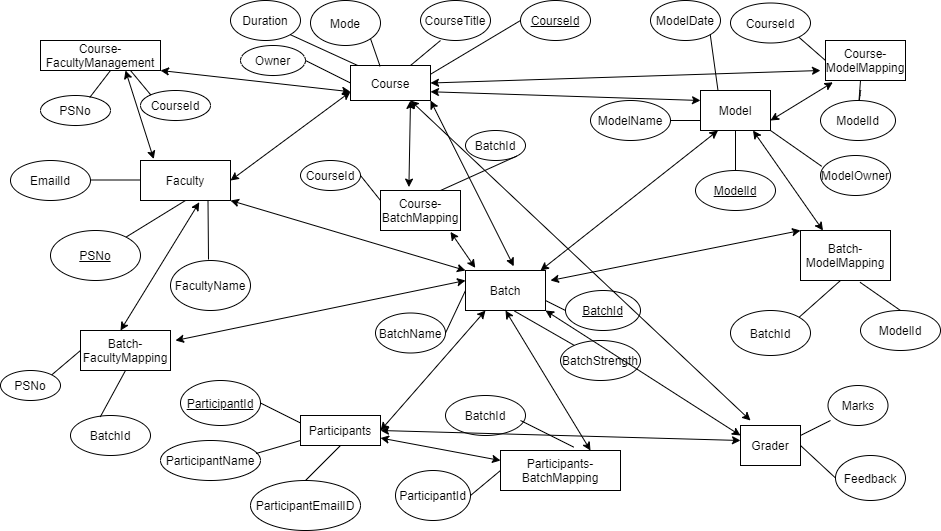 Duration
Mode
CourseTitle
CourseId
ModelDate
CourseId
Course-
FacultyManagement
Owner
Course
Course-
ModelMapping
PSNo
CourseId
ModelName
Model
ModelId
BatchId
EmailId
Faculty
CourseId
ModelId
ModelOwner
Course-
BatchMapping
PSNo
FacultyName
Batch-
ModelMapping
Batch
BatchId
BatchName
BatchId
ModelId
Batch-
FacultyMapping
BatchStrength
PSNo
ParticipantId
BatchId
Marks
BatchId
Participants
Grader
ParticipantName
Participants-
BatchMapping
Feedback
ParticipantId
ParticipantEmailID